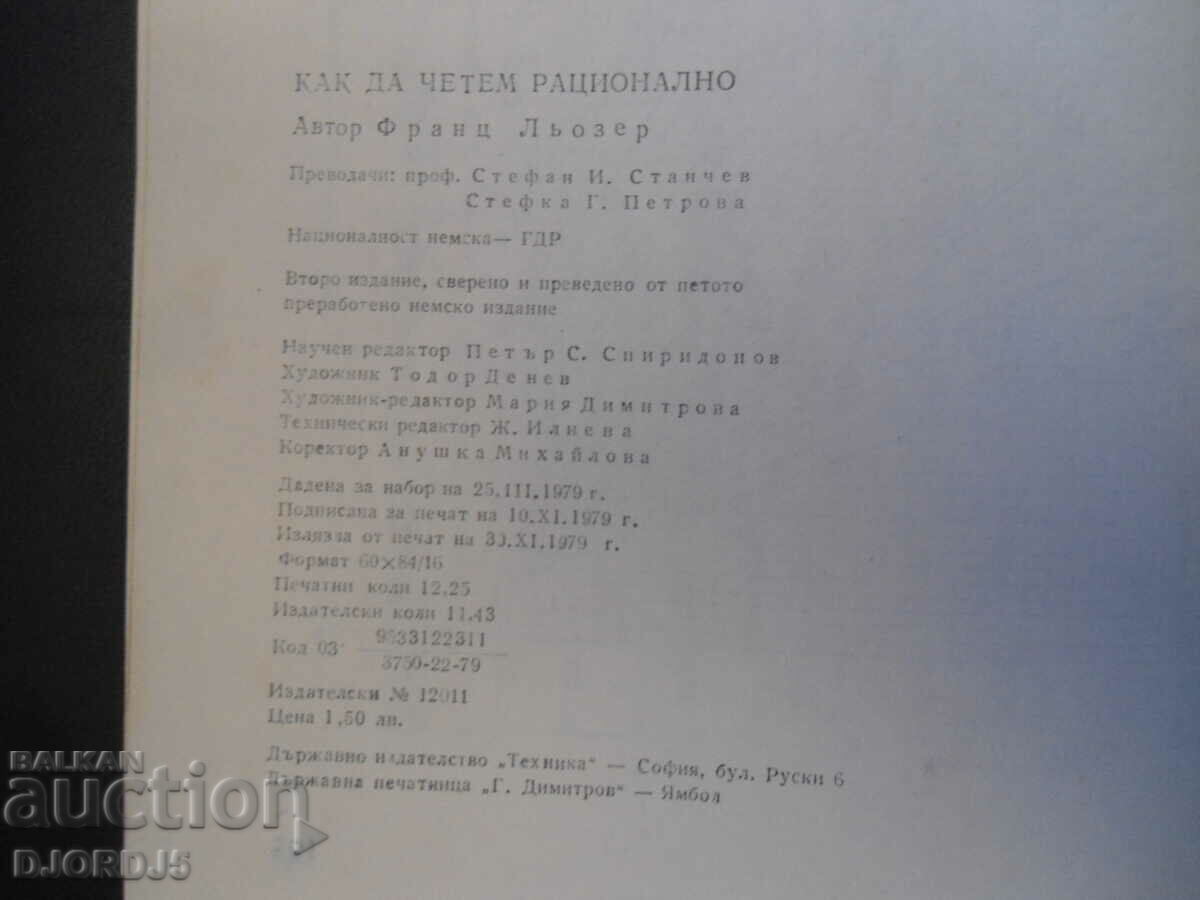 КАК ДА ЧЕТЕМ РАЦИОНАЛНО
Автор Франц Льозер
Преводачи: проф. Стефан И. Станчев
Стефка Г. Петрова
Националност немска — ГДР
Второ издание, сверено и преведено от петото
преработено немско издание
Научен редактор Петър С. Спиридонов
Художник Тодор Денев
Художник-редактор Мария Димитрова
Технически редактор Ж. Илиева
Коректор Анушка Михайлова
Дадена за набор на 25.III.1979 г.
Подписана за печат на 10.XI.1979 г.
Излязза от печат на 30.XI.1979 г.
Формат 60×84/16
Печатни коли 12,25
Издателски коли 11,43
Код 03
3750-22-79
Издателски № 12011
Цена 1,50 лв.
Държавно издателство „Техника“ — София, бул. Руски 6
Държавна печатница „Г. Димитров“ — Ямбол
BALKAN
auction
DJORDJ5